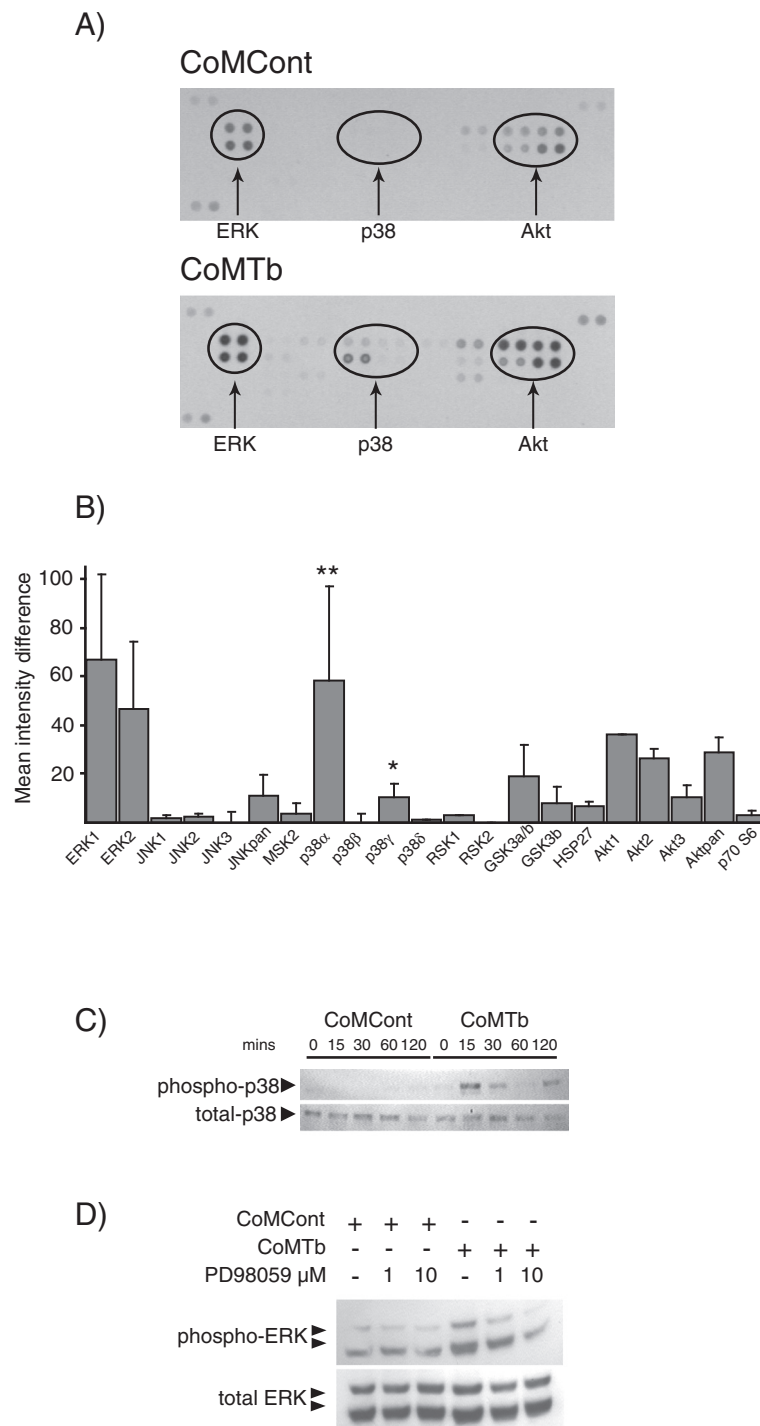 A)
CoMCont
ERK p38 Akt
CoMTb
ERK p38 Akt
B)
Mean intensity difference
100
80
60
40
20
** *
ERK1 ERK2 JNK1 JNK2 JNK3 JNKpan MSK2 p38α p38β p38γ p38δ RSK1 RSK2 GSK3a/b GSK3b HSP27 Akt1 Akt2 Akt3 Aktpan p70 S6
C)
CoMCont CoMTb
mins 0 15 30 60 120 0 15 30 60 120
phospho-p38
total-p38
D)
CoMCont + + + - - -
CoMTb - - - + + +
PD98059 µM - 1 10 - 1 10
phospho-ERK
total ERK